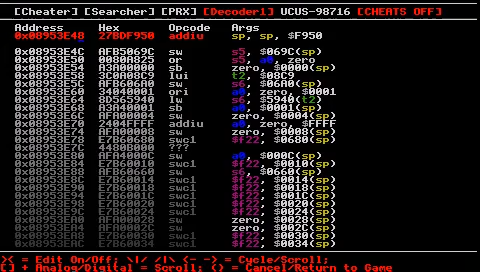 [Cheater] [Searcher] [PRX] [Decoder1] UCUS-98716 [CHEATS OFF]
Address Hex Opcode Args
0x08953E48 27BDF950 addiu sp, sp, $F950
0x08953E4C AFB5069C sw s5, $069C(sp)
0x08953E50 0080A825 or s5, a0, zero
0x08953E54 A3A00000 sb zero, $0000(sp)
0x08953E58 3C0A08C9 lui t2, $08C9
0x08953E5C AFB606A0 sw s6, $06A0(sp)
0x08953E60 34040001 ori a0, zero, $0001
0x08953E64 8D565940 lw s6, $5940(t2)
0x08953E68 A3A40001 sb a0, $0001(sp)
0x08953E6C AFA00004 sw zero, $0004(sp)
0x08953E70 2404FFFF addiu a0, zero, $FFFF
0x08953E74 AFA00008 sw zero, $0008(sp)
0x08953E78 E7B60680 swc1 $f22, $0680(sp)
0x08953E7C 4480B000 ???
0x08953E80 AFA4000C sw a0, $000C(sp)
0x08953E84 E7B60010 swc1 $f22, $0010(sp)
0x08953E88 AFB60660 sw s6, $0660(sp)
0x08953E8C E7B60014 swc1 $f22, $0014(sp)
0x08953E90 E7B60018 swc1 $f22, $0018(sp)
0x08953E94 E7B6001C swc1 $f22, $001C(sp)
0x08953E98 E7B60020 swc1 $f22, $0020(sp)
0x08953E9C E7B60024 swc1 $f22, $0024(sp)
0x08953EA0 AFA00028 sw zero, $0028(sp)
0x08953EA4 AFA0002C sw zero, $002C(sp)
0x08953EA8 E7B60030 swc1 $f22, $0030(sp)
0x08953EAC E7B60034 swc1 $f22, $0034(sp)
>< = Edit On/Off; \|/ /|\ <- -> = Cycle/Scroll;
[] + Analog/Digital = Scroll; () = Cancel/Return to Game